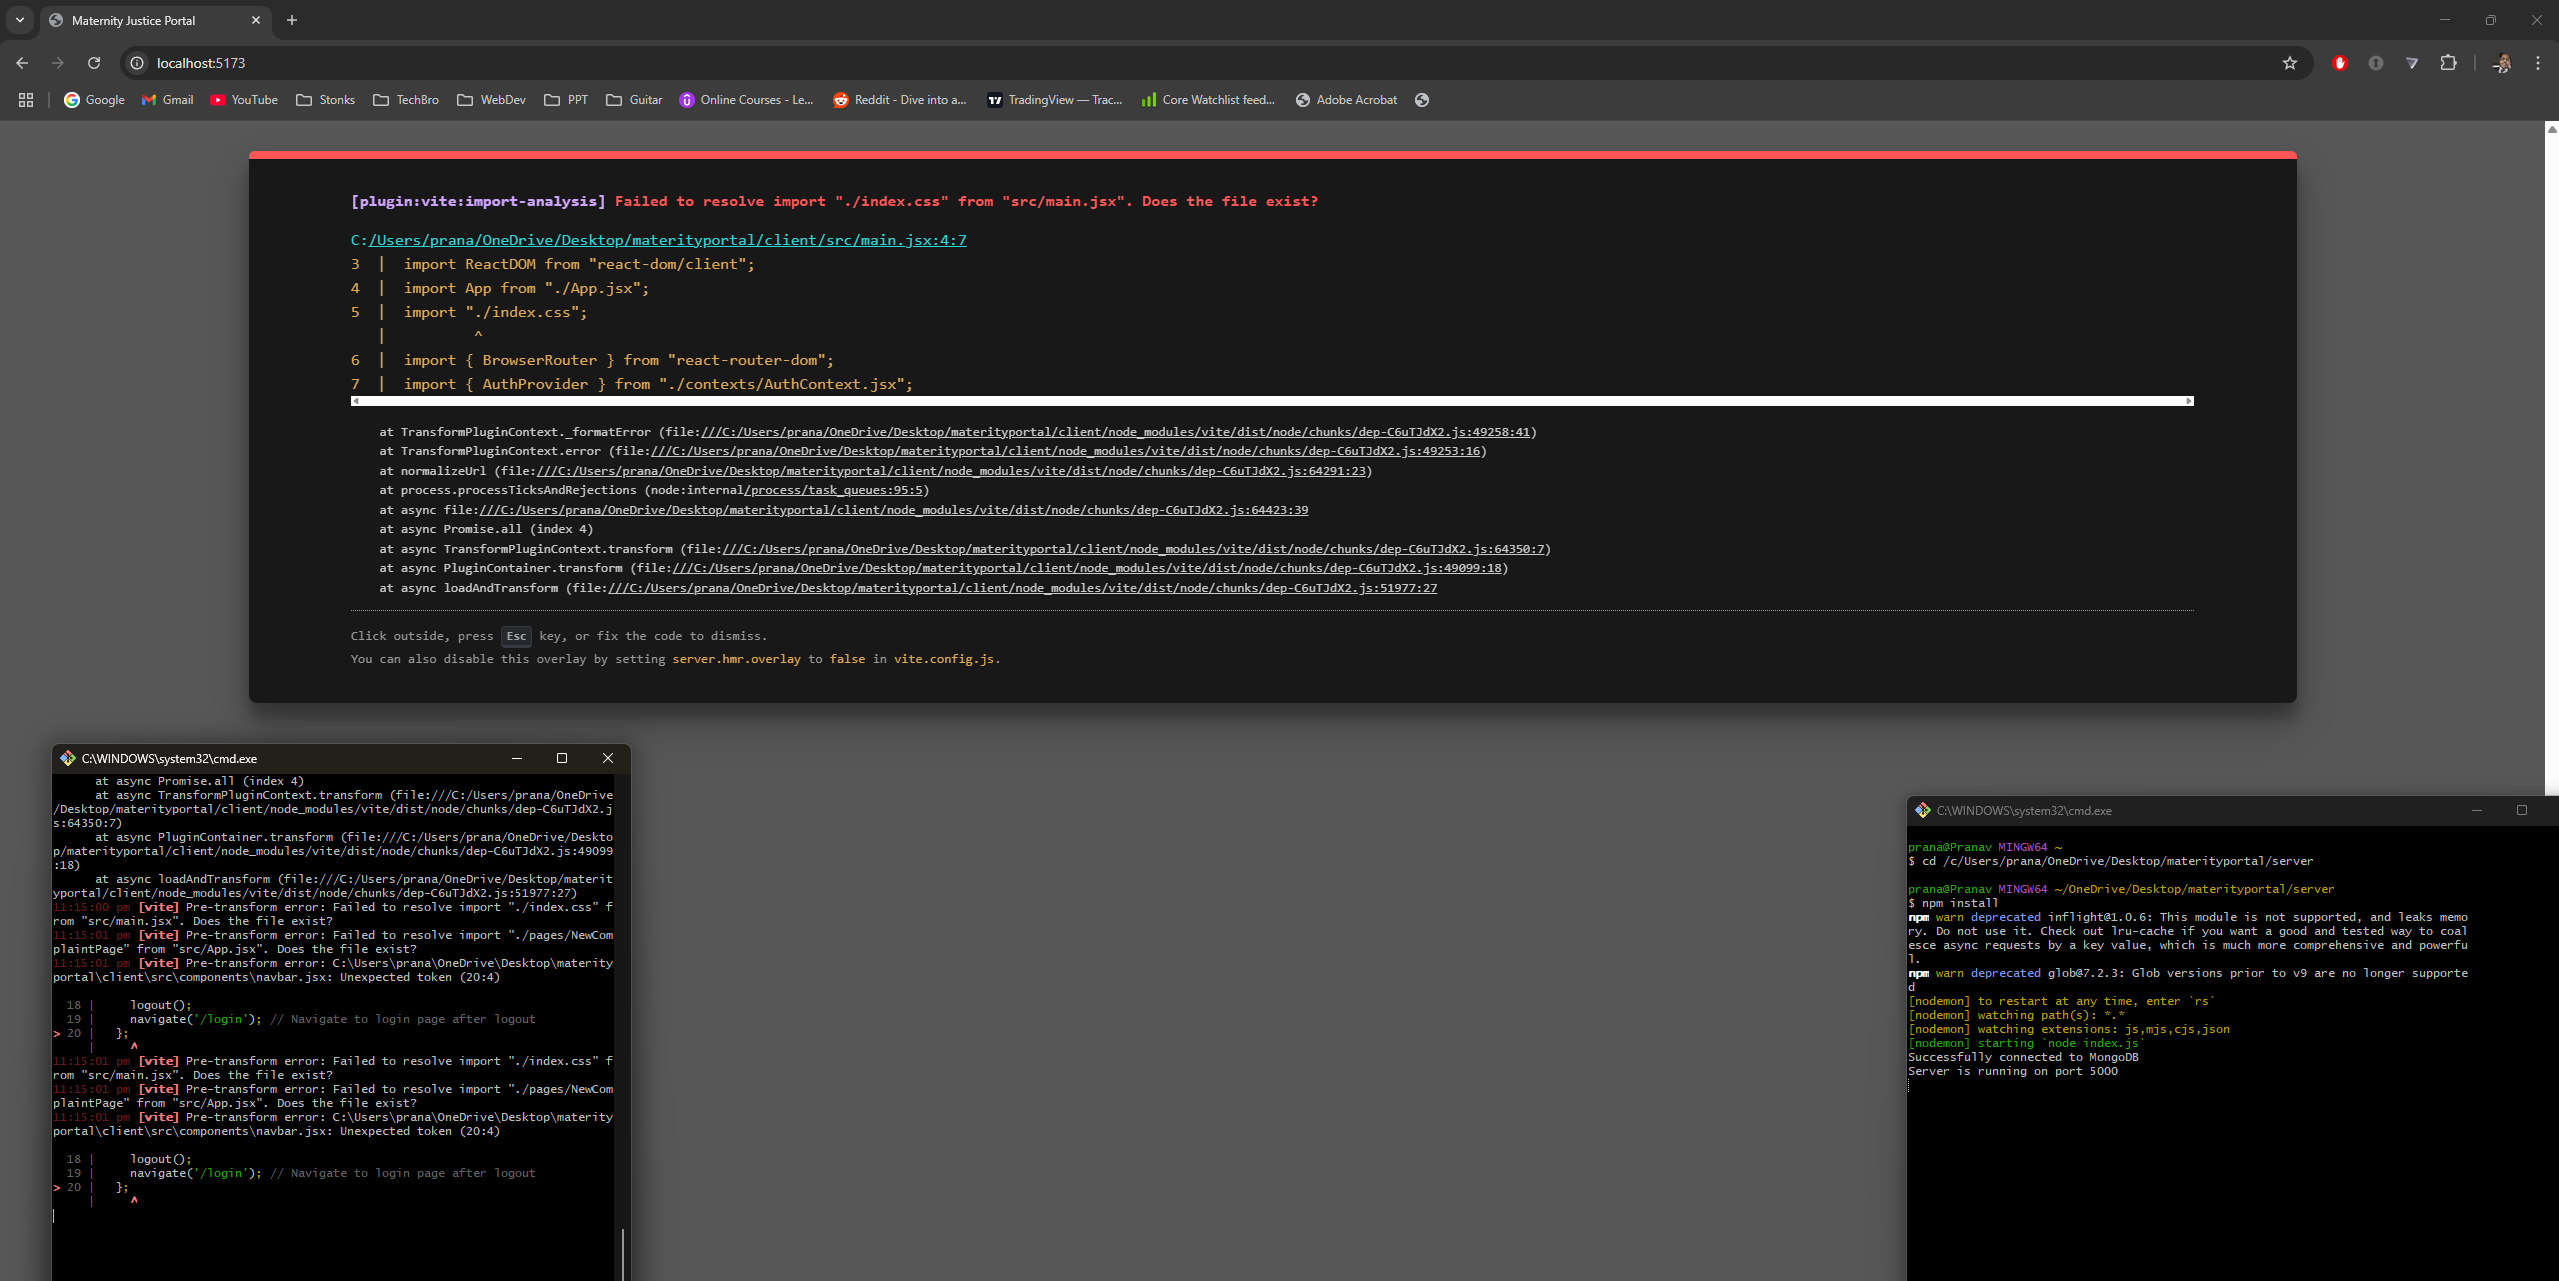 Maternity Justice Portal
localhost:5173
Google
Gmail
YouTube
Stonks
TechBro
WebDev
PPT
Guitar
Online Courses - Le...
Reddit - Dive into a...
TradingView — Trac...
Core Watchlist feed...
Adobe Acrobat
[plugin:vite:import-analysis] Failed to resolve import "./index.css" from "src/main.jsx". Does the file exist?
C:/Users/prana/OneDrive/Desktop/materityportal/client/src/main.jsx:4:7
3  |  import ReactDOM from "react-dom/client";
4  |  import App from "./App.jsx";
5  |  import "./index.css";
   |          ^
6  |  import { BrowserRouter } from "react-router-dom";
7  |  import { AuthProvider } from "./contexts/AuthContext.jsx";
at TransformPluginContext._formatError (file:///C:/Users/prana/OneDrive/Desktop/materityportal/client/node_modules/vite/dist/node/chunks/dep-C6uTJdX2.js:49258:41)
at TransformPluginContext.error (file:///C:/Users/prana/OneDrive/Desktop/materityportal/client/node_modules/vite/dist/node/chunks/dep-C6uTJdX2.js:49253:16)
at normalizeUrl (file:///C:/Users/prana/OneDrive/Desktop/materityportal/client/node_modules/vite/dist/node/chunks/dep-C6uTJdX2.js:64291:23)
at process.processTicksAndRejections (node:internal/process/task_queues:95:5)
at async file:///C:/Users/prana/OneDrive/Desktop/materityportal/client/node_modules/vite/dist/node/chunks/dep-C6uTJdX2.js:64423:39
at async Promise.all (index 4)
at async TransformPluginContext.transform (file:///C:/Users/prana/OneDrive/Desktop/materityportal/client/node_modules/vite/dist/node/chunks/dep-C6uTJdX2.js:64350:7)
at async PluginContainer.transform (file:///C:/Users/prana/OneDrive/Desktop/materityportal/client/node_modules/vite/dist/node/chunks/dep-C6uTJdX2.js:49099:18)
at async loadAndTransform (file:///C:/Users/prana/OneDrive/Desktop/materityportal/client/node_modules/vite/dist/node/chunks/dep-C6uTJdX2.js:51977:27
Click outside, press Esc key, or fix the code to dismiss.
You can also disable this overlay by setting server.hmr.overlay to false in vite.config.js.
C:\WINDOWS\system32\cmd.exe
at async Promise.all (index 4)
at async TransformPluginContext.transform (file:///C:/Users/prana/OneDrive
/Desktop/materityportal/client/node_modules/vite/dist/node/chunks/dep-C6uTJdX2.j
s:64350:7)
at async PluginContainer.transform (file:///C:/Users/prana/OneDrive/Deskto
p/materityportal/client/node_modules/vite/dist/node/chunks/dep-C6uTJdX2.js:49099
:18)
at async loadAndTransform (file:///C:/Users/prana/OneDrive/Desktop/materit
yportal/client/node_modules/vite/dist/node/chunks/dep-C6uTJdX2.js:51977:27)
11:15:00 pm [vite] Pre-transform error: Failed to resolve import "./index.css" f
rom "src/main.jsx". Does the file exist?
11:15:01 pm [vite] Pre-transform error: Failed to resolve import "./pages/NewCom
plaintPage" from "src/App.jsx". Does the file exist?
11:15:01 pm [vite] Pre-transform error: C:\Users\prana\OneDrive\Desktop\materity
portal\client\src\components\navbar.jsx: Unexpected token (20:4)
18 |     logout();
19 |     navigate('/login'); // Navigate to login page after logout
> 20 |   };
|     ^
11:15:01 pm [vite] Pre-transform error: Failed to resolve import "./index.css" f
rom "src/main.jsx". Does the file exist?
11:15:01 pm [vite] Pre-transform error: Failed to resolve import "./pages/NewCom
plaintPage" from "src/App.jsx". Does the file exist?
11:15:01 pm [vite] Pre-transform error: C:\Users\prana\OneDrive\Desktop\materity
portal\client\src\components\navbar.jsx: Unexpected token (20:4)
18 |     logout();
19 |     navigate('/login'); // Navigate to login page after logout
> 20 |   };
|     ^
C:\WINDOWS\system32\cmd.exe
prana@Pranav MINGW64 ~
$ cd /c/Users/prana/OneDrive/Desktop/materityportal/server
prana@Pranav MINGW64 ~/OneDrive/Desktop/materityportal/server
$ npm install
npm warn deprecated inflight@1.0.6: This module is not supported, and leaks memo
ry. Do not use it. Check out lru-cache if you want a good and tested way to coal
esce async requests by a key value, which is much more comprehensive and powerfu
l.
npm warn deprecated glob@7.2.3: Glob versions prior to v9 are no longer supporte
d
[nodemon] to restart at any time, enter `rs`
[nodemon] watching path(s): *.*
[nodemon] watching extensions: js,mjs,cjs,json
[nodemon] starting `node index.js`
Successfully connected to MongoDB
Server is running on port 5000